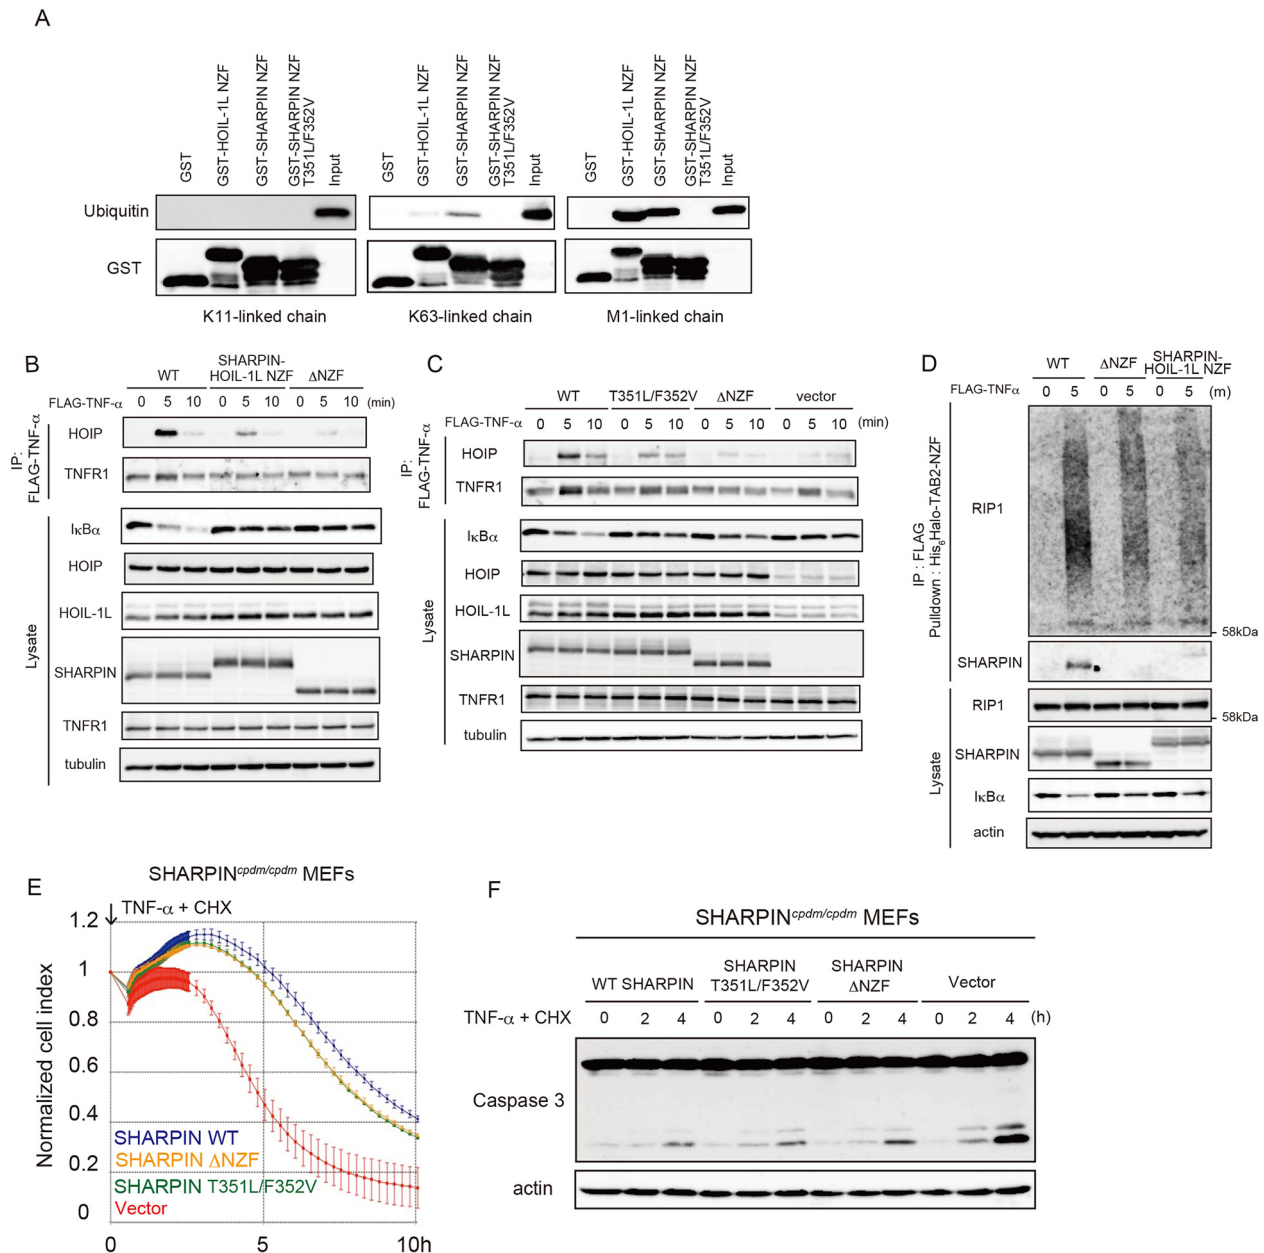 A
GST
GST-HOIL-1L NZF
GST-SHARPIN NZF
GST-SHARPIN NZF
T351L/F352V
Input
GST
GST-HOIL-1L NZF
GST-SHARPIN NZF
GST-SHARPIN NZF
T351L/F352V
Input
GST
GST-HOIL-1L NZF
GST-SHARPIN NZF
GST-SHARPIN NZF
T351L/F352V
Input
Ubiquitin
GST
K11-linked chain
K63-linked chain
M1-linked chain
B
WT
SHARPIN-
HOIL-1L NZF
ΔNZF
FLAG-TNF-α
0 5 10 0 5 10 0 5 10 (min)
IP:
FLAG-TNF-α
HOIP
TNFR1
Lysate
IκBα
HOIP
HOIL-1L
SHARPIN
TNFR1
tubulin
C
WT T351L/F352V ΔNZF vector
FLAG-TNF-α
0 5 10 0 5 10 0 5 10 0 5 10 (min)
IP:
FLAG-TNF-α
HOIP
TNFR1
Lysate
IκBα
HOIP
HOIL-1L
SHARPIN
TNFR1
tubulin
D
WT
ΔNZF
SHARPIN-
HOIL-1L NZF
FLAG-TNFα
0 5 0 5 0 5 (m)
IP : FLAG
Pulldown : His6Halo-TAB2-NZF
RIP1
58kDa
SHARPIN
Lysate
RIP1
58kDa
SHARPIN
IκBα
actin
E
SHARPINcpdm/cpdm MEFs
TNF-α + CHX
Normalized cell index
1.2
1
0.8
0.6
0.4
0.2
0
SHARPIN WT
SHARPIN ΔNZF
SHARPIN T351L/F352V
Vector
0 5 10h
F
SHARPINcpdm/cpdm MEFs
WT SHARPIN
SHARPIN
T351L/F352V
SHARPIN
ΔNZF
Vector
TNF-α + CHX
0 2 4 0 2 4 0 2 4 0 2 4 (h)
Caspase 3
actin